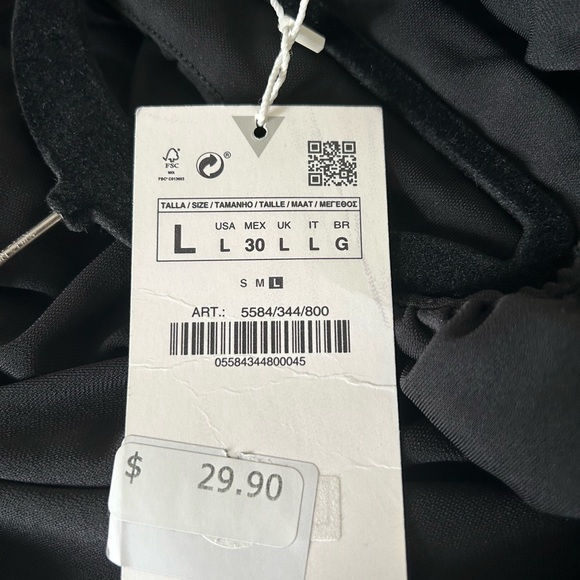 FSC
MIX
®
TALLA / SIZE / TAMANHO / TAILLE / MAAT / ΜΕΓΕΘΟΣ
L
USA MEX UK IT BR
L 30 L L G
S M L
ART.: 5584/344/800
05584344800045
$ 29.90